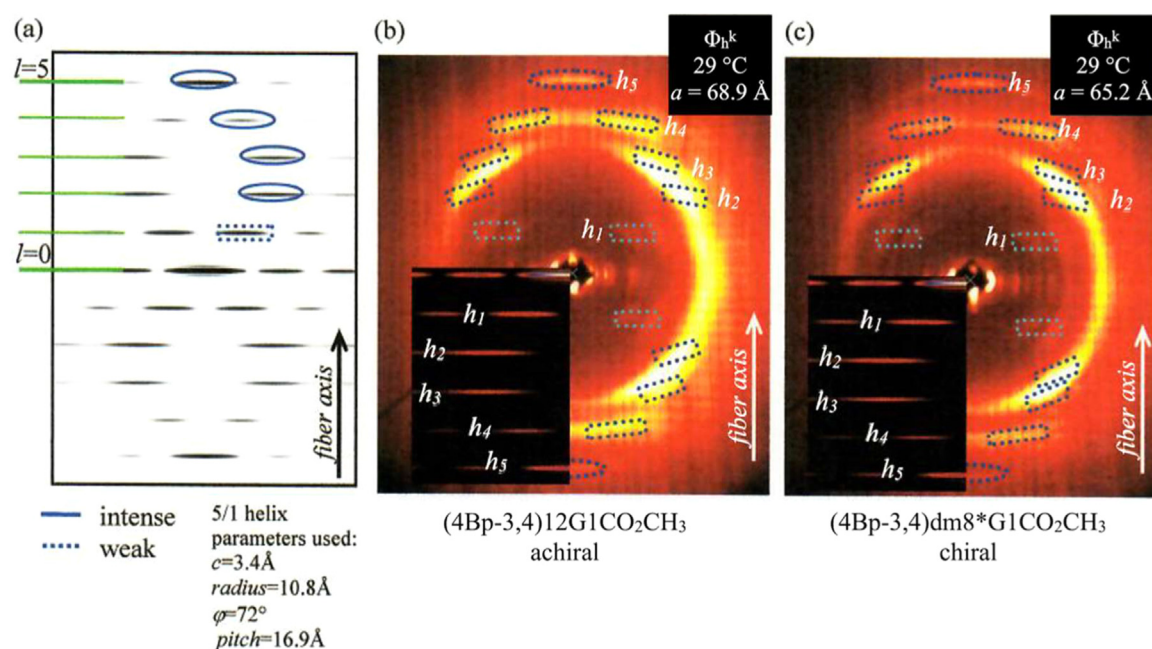 (a)
l=5
l=0
fiber axis
intense
weak
5/1 helix
parameters used:
c=3.4Å
radius=10.8Å
φ=72°
pitch=16.9Å
(b)
Φhᵏ
29 °C
a = 68.9 Å
h5
h4
h3
h2
h1
h1
h2
h3
h4
h5
fiber axis
(4Bp-3,4)12G1CO₂CH₃
achiral
(c)
Φhᵏ
29 °C
a = 65.2 Å
h5
h4
h3
h2
h1
h1
h2
h3
h4
h5
fiber axis
(4Bp-3,4)dm8*G1CO₂CH₃
chiral